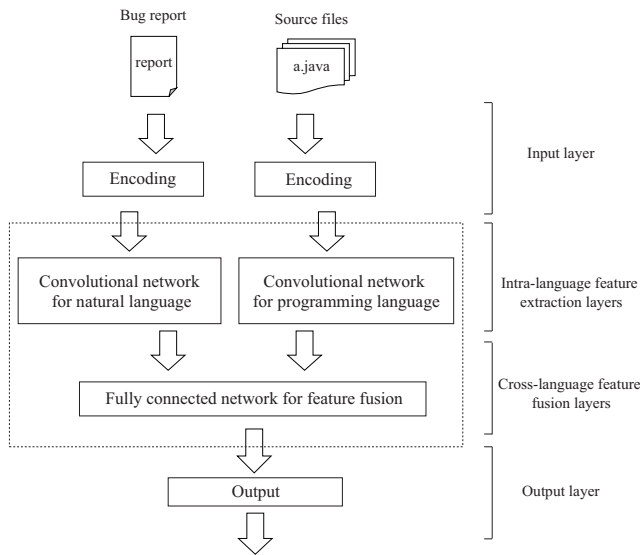 Bug report
Source files
report
a.java
Input layer
Encoding
Encoding
Convolutional network
for natural language
Convolutional network
for programming language
Intra-language feature
extraction layers
Fully connected network for feature fusion
Cross-language feature
fusion layers
Output
Output layer